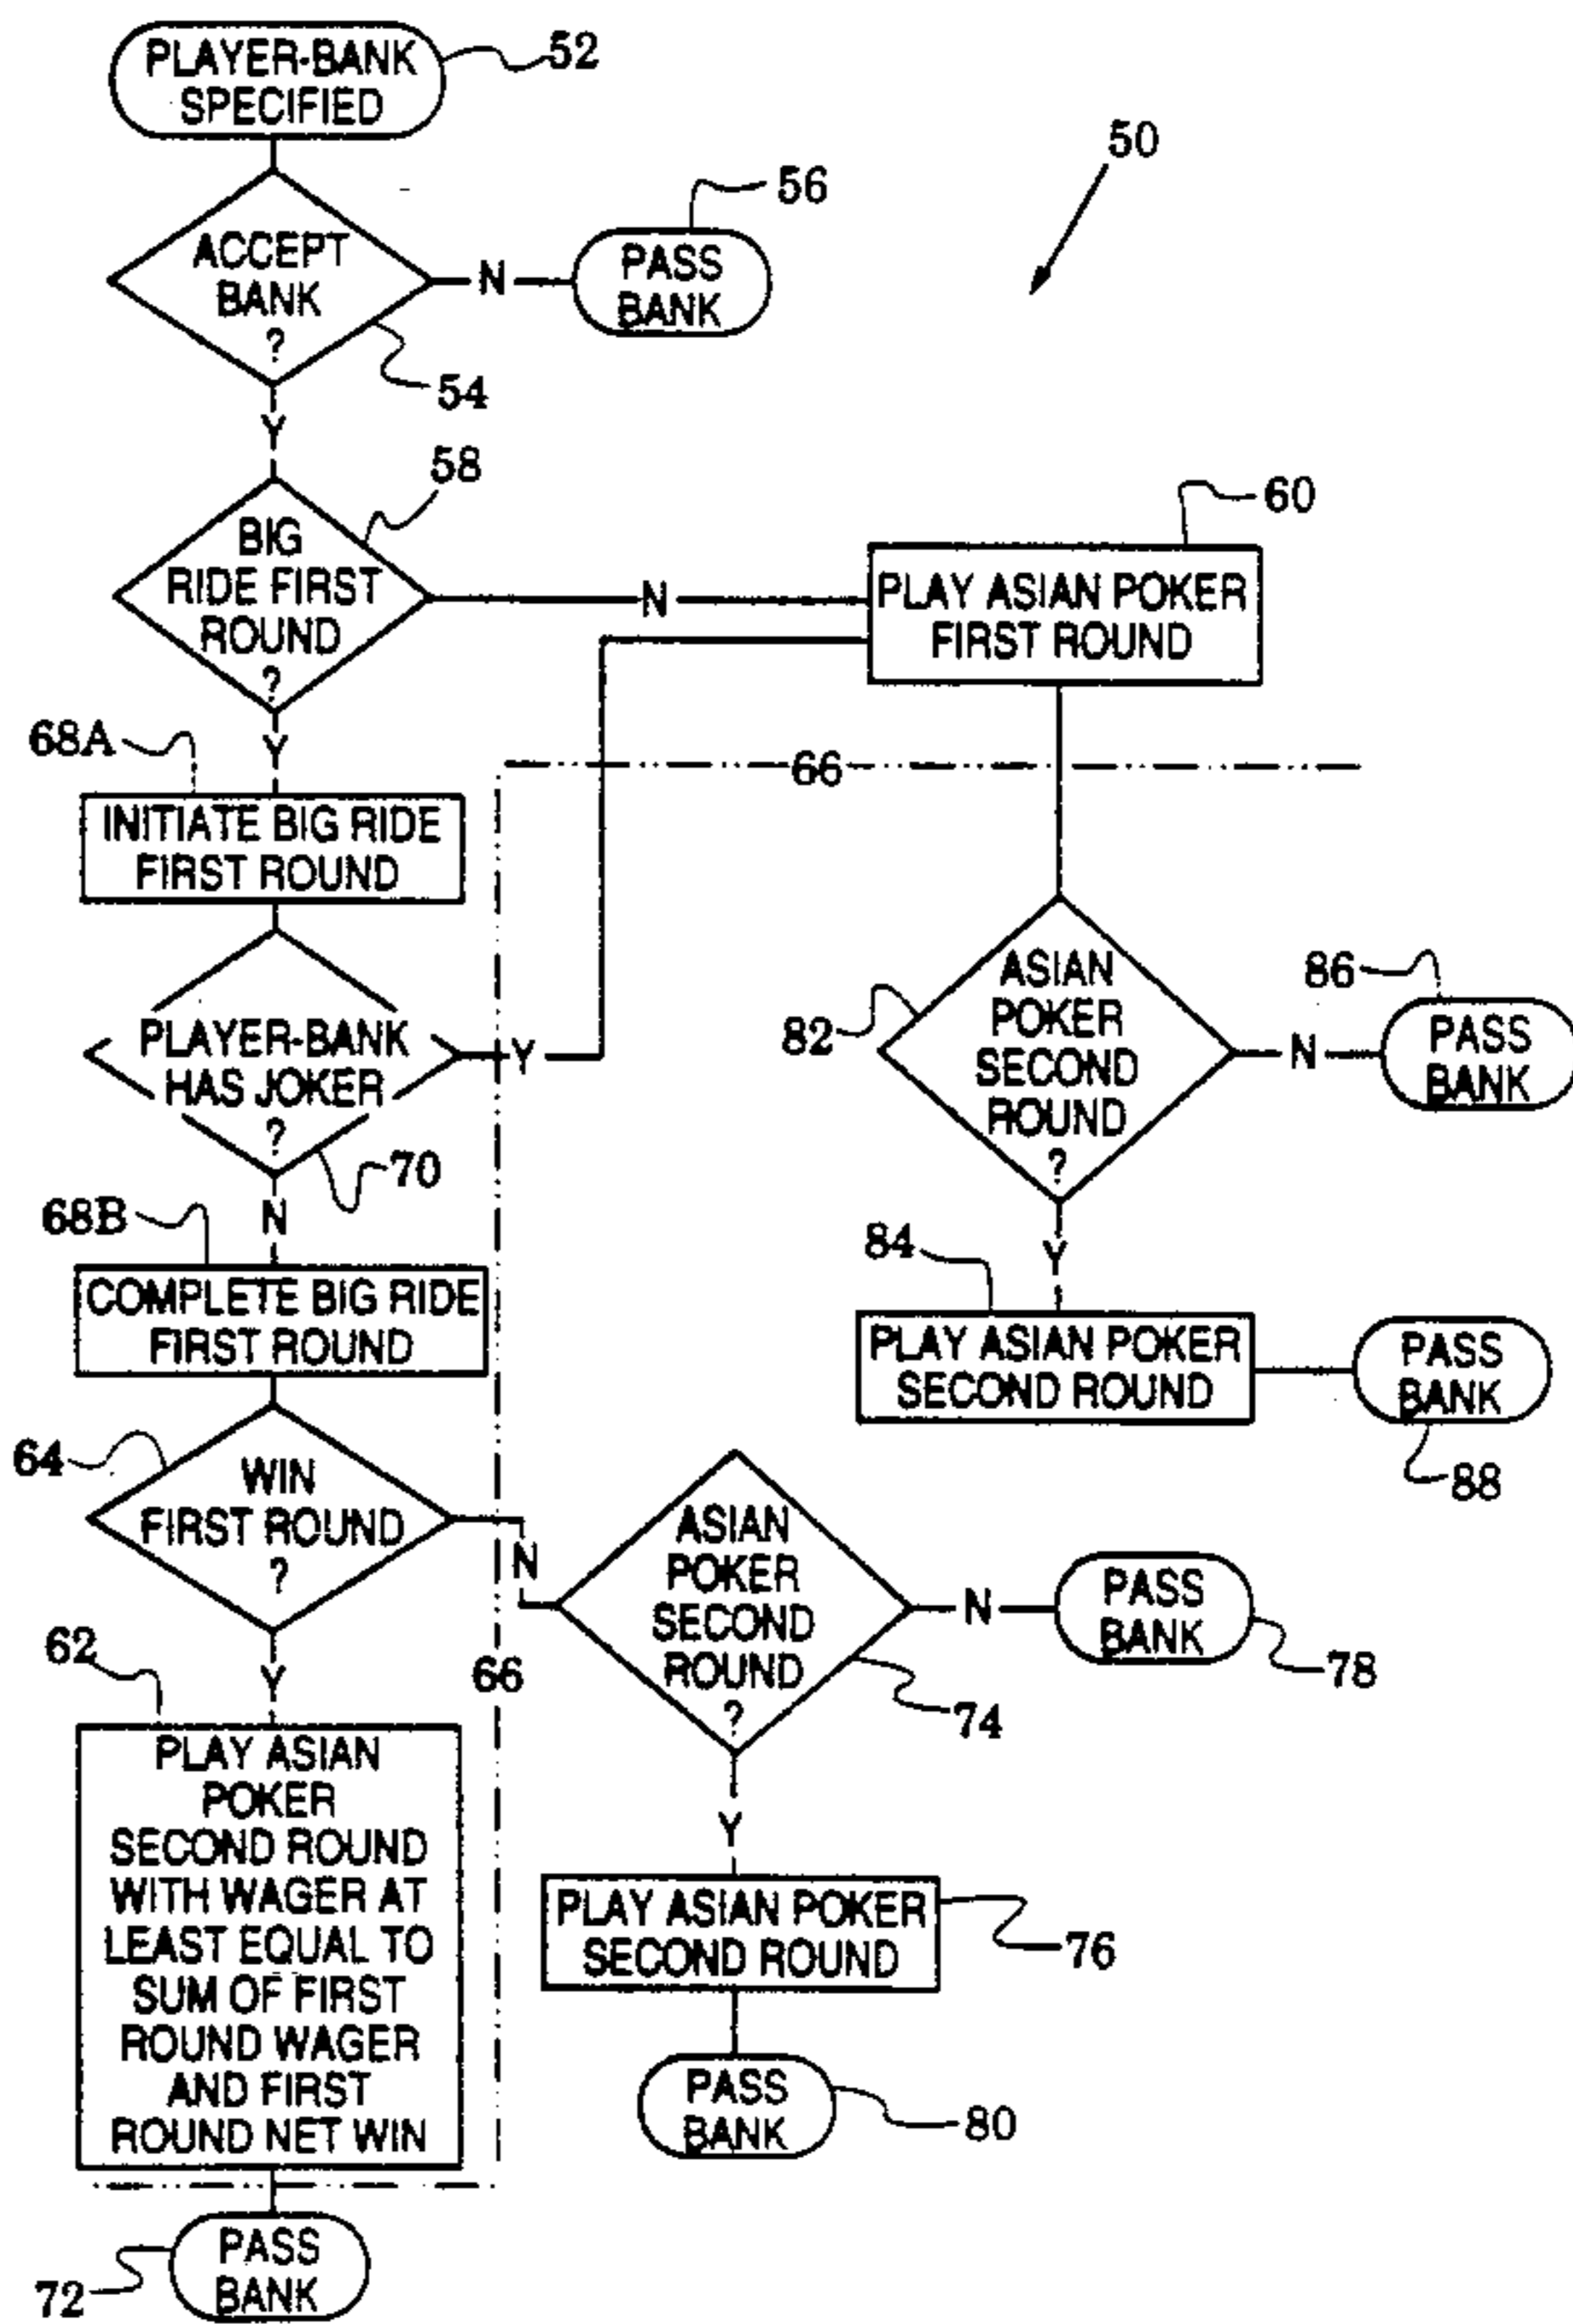 PLAYER-BANK
SPECIFIED
52
50
ACCEPT
BANK
?
54
N
PASS
BANK
56
Y
58
BIG
RIDE FIRST
ROUND
?
N
60
PLAY ASIAN POKER
FIRST ROUND
Y
68A
INITIATE BIG RIDE
FIRST ROUND
66
PLAYER-BANK
HAS JOKER
?
Y
70
82
ASIAN
POKER
SECOND
ROUND
?
N
86
PASS
BANK
N
68B
COMPLETE BIG RIDE
FIRST ROUND
Y
84
PLAY ASIAN POKER
SECOND ROUND
PASS
BANK
88
64
WIN
FIRST ROUND
?
N
ASIAN
POKER
SECOND
ROUND
?
74
N
PASS
BANK
78
Y
66
62
PLAY ASIAN
POKER
SECOND ROUND
WITH WAGER AT
LEAST EQUAL TO
SUM OF FIRST
ROUND WAGER
AND FIRST
ROUND NET WIN
Y
PLAY ASIAN POKER
SECOND ROUND
76
PASS
BANK
80
PASS
BANK
72